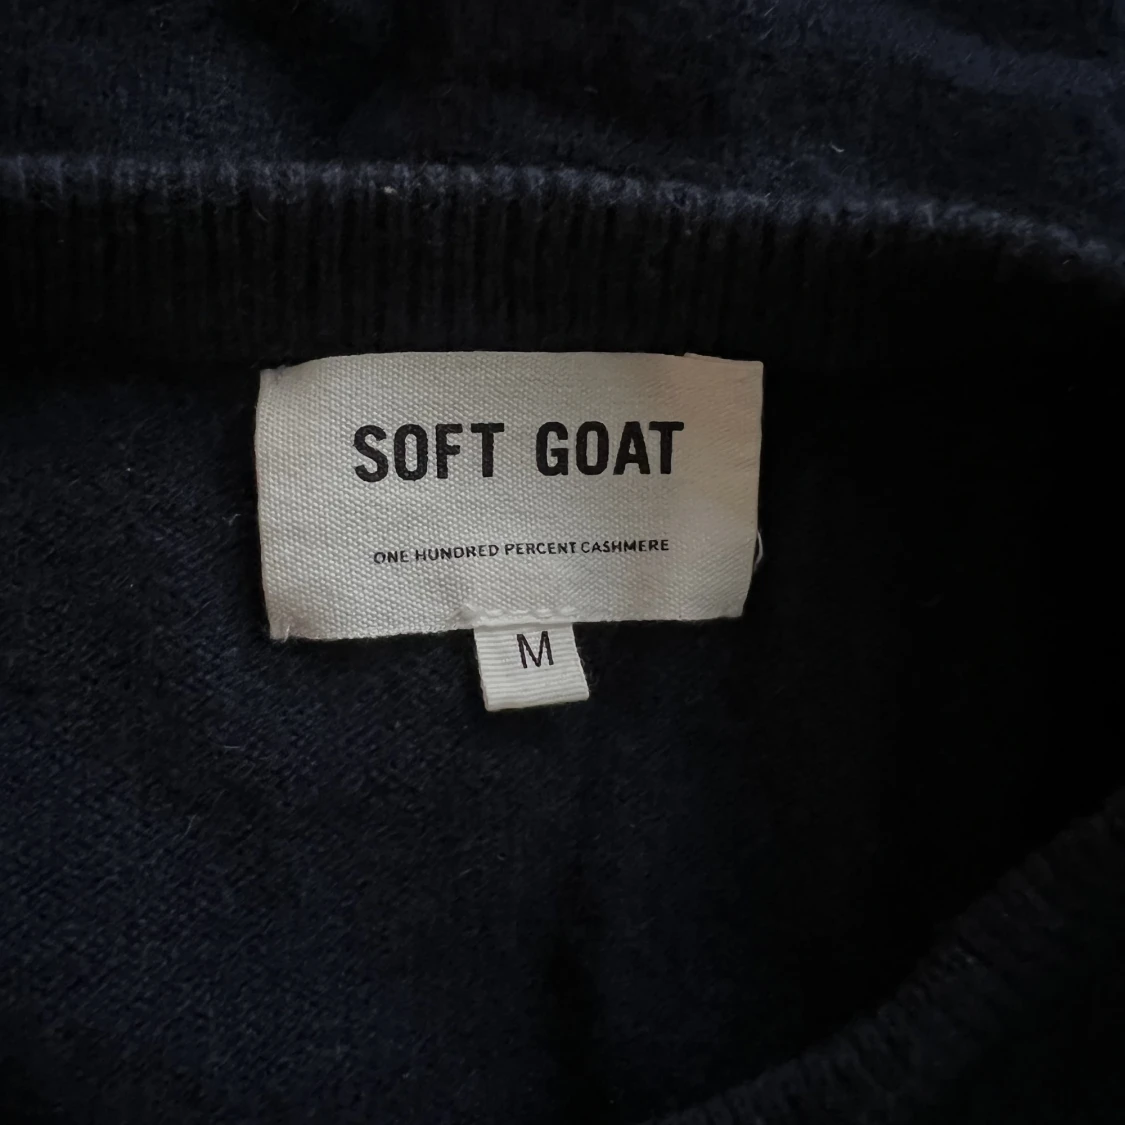 SOFT GOAT
ONE HUNDRED PERCENT CASHMERE
M